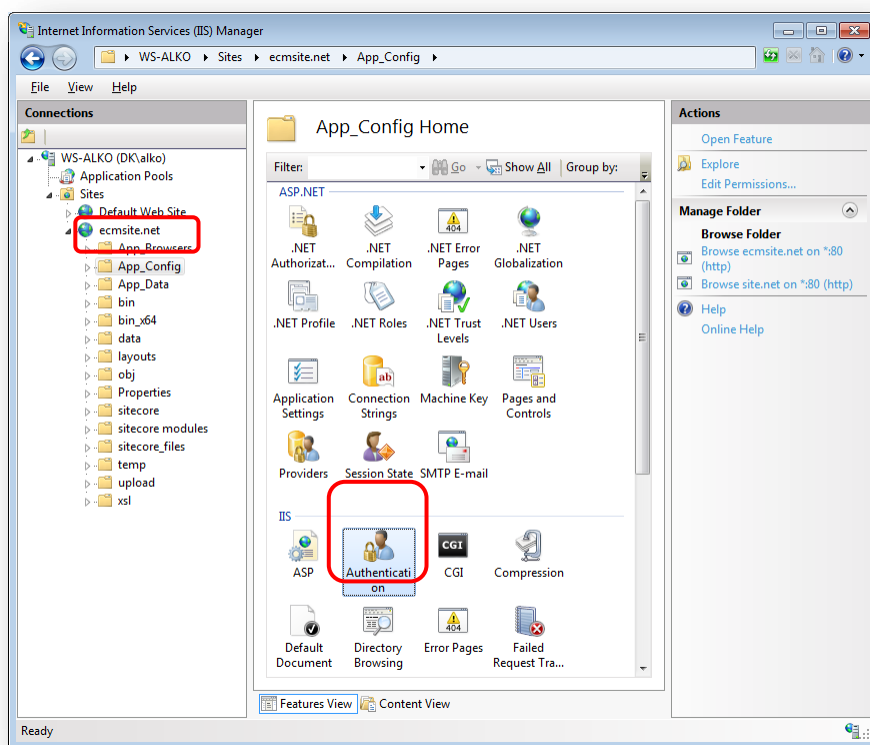 Internet Information Services (IIS) Manager
WS-ALKO Sites ecmsite.net App_Config
File View Help
Connections
WS-ALKO (DK\alko)
Application Pools
Sites
Default Web Site
ecmsite.net
App_Browsers
App_Config
App_Data
bin
bin_x64
data
layouts
obj
Properties
sitecore
sitecore modules
sitecore_files
temp
upload
xsl
App_Config Home
Filter: Go Show All Group by:
ASP.NET
.NET Authorizat...
.NET Compilation
.NET Error Pages
.NET Globalization
.NET Profile
.NET Roles
.NET Trust Levels
.NET Users
Application Settings
Connection Strings
Machine Key
Pages and Controls
Providers
Session State
SMTP E-mail
IIS
ASP
Authentication
CGI
Compression
Default Document
Directory Browsing
Error Pages
Failed Request Tra...
404
ab
404
CGI
Features View Content View
Actions
Open Feature
Explore
Edit Permissions...
Manage Folder
Browse Folder
Browse ecmsite.net on *:80 (http)
Browse site.net on *:80 (http)
Help
Online Help
Ready